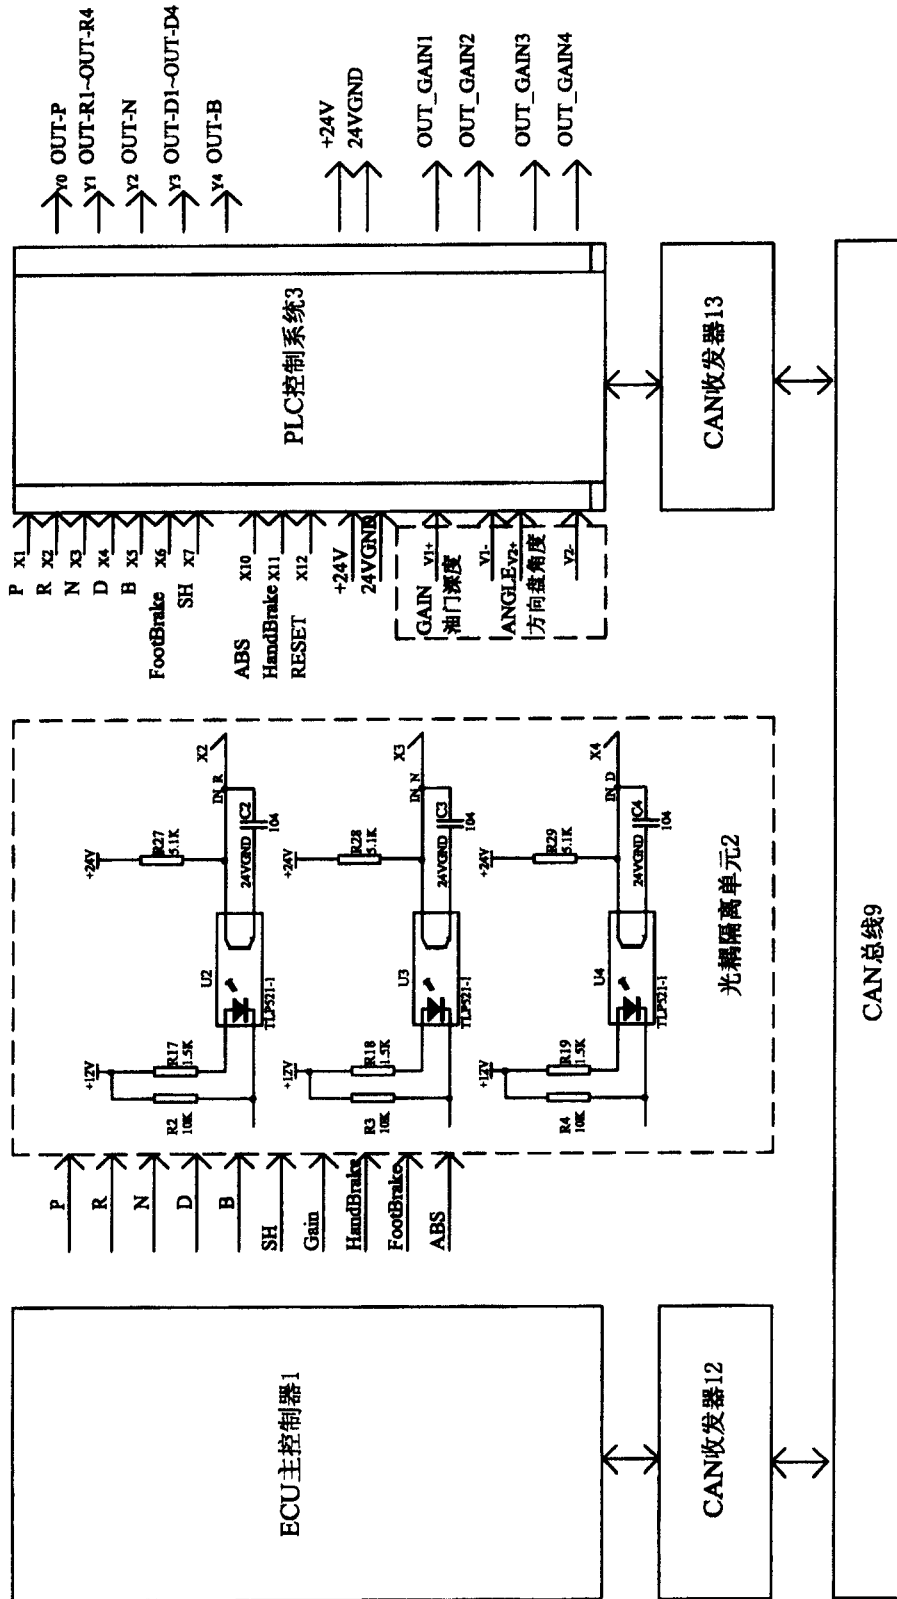 ECU主控制器1
CAN收发器12
P
R
N
D
B
SH
Gain
HandBrake
FootBrake
ABS
+12V
R2
10K
R17
1.5K
U2
TLP521-1
+24V
R27
5.1K
24VGND
C2
104
IN_R
X2
+12V
R3
10K
R18
1.5K
U3
TLP521-1
+24V
R28
5.1K
24VGND
C3
104
IN_N
X3
+12V
R4
10K
R19
1.5K
U4
TLP521-1
+24V
R29
5.1K
24VGND
C4
104
IN_D
X4
光耦隔离单元2
P X1
R X2
N X3
D X4
B X5
FootBrake X6
SH X7
ABS X10
HandBrake X11
RESET X12
+24V
24VGND
GAIN V1+
油门深度
V1-
ANGLE V2+
方向盘角度
V2-
PLC控制系统3
CAN收发器13
Y0 OUT-P
Y1 OUT-R1~OUT-R4
Y2 OUT-N
Y3 OUT-D1~OUT-D4
Y4 OUT-B
+24V
24VGND
OUT_GAIN1
OUT_GAIN2
OUT_GAIN3
OUT_GAIN4
CAN总线9